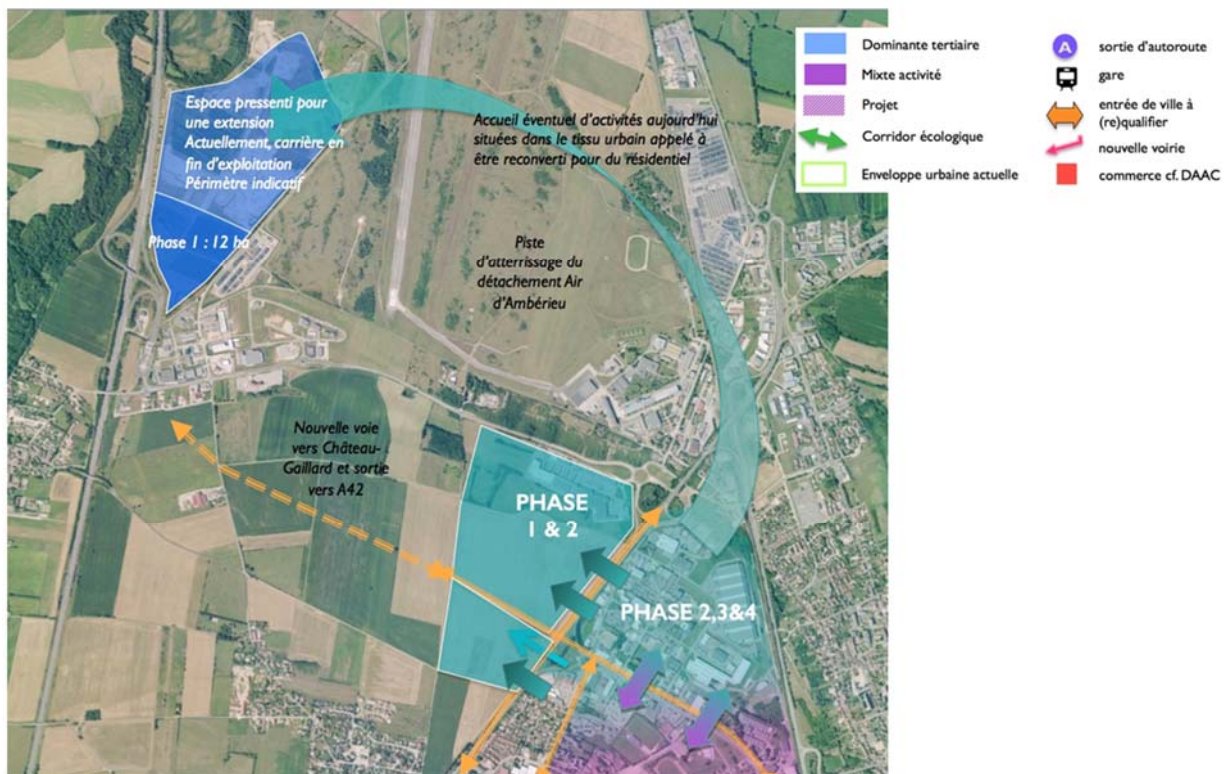 Espace pressenti pour
une extension
Actuellement, carrière en
fin d'exploitation
Périmètre indicatif
Phase 1 : 12 ha
Accueil éventuel d'activités aujourd'hui
situées dans le tissu urbain appelé à
être reconverti pour du résidentiel
Piste
d'atterrissage du
détachement Air
d'Ambérieu
Nouvelle voie
vers Château-
Gaillard et sortie
vers A42
PHASE
1 & 2
PHASE 2,3&4
Dominante tertiaire
Mixte activité
Projet
Corridor écologique
Enveloppe urbaine actuelle
A
sortie d'autoroute
gare
entrée de ville à
(re)qualifier
nouvelle voirie
commerce cf. DAAC